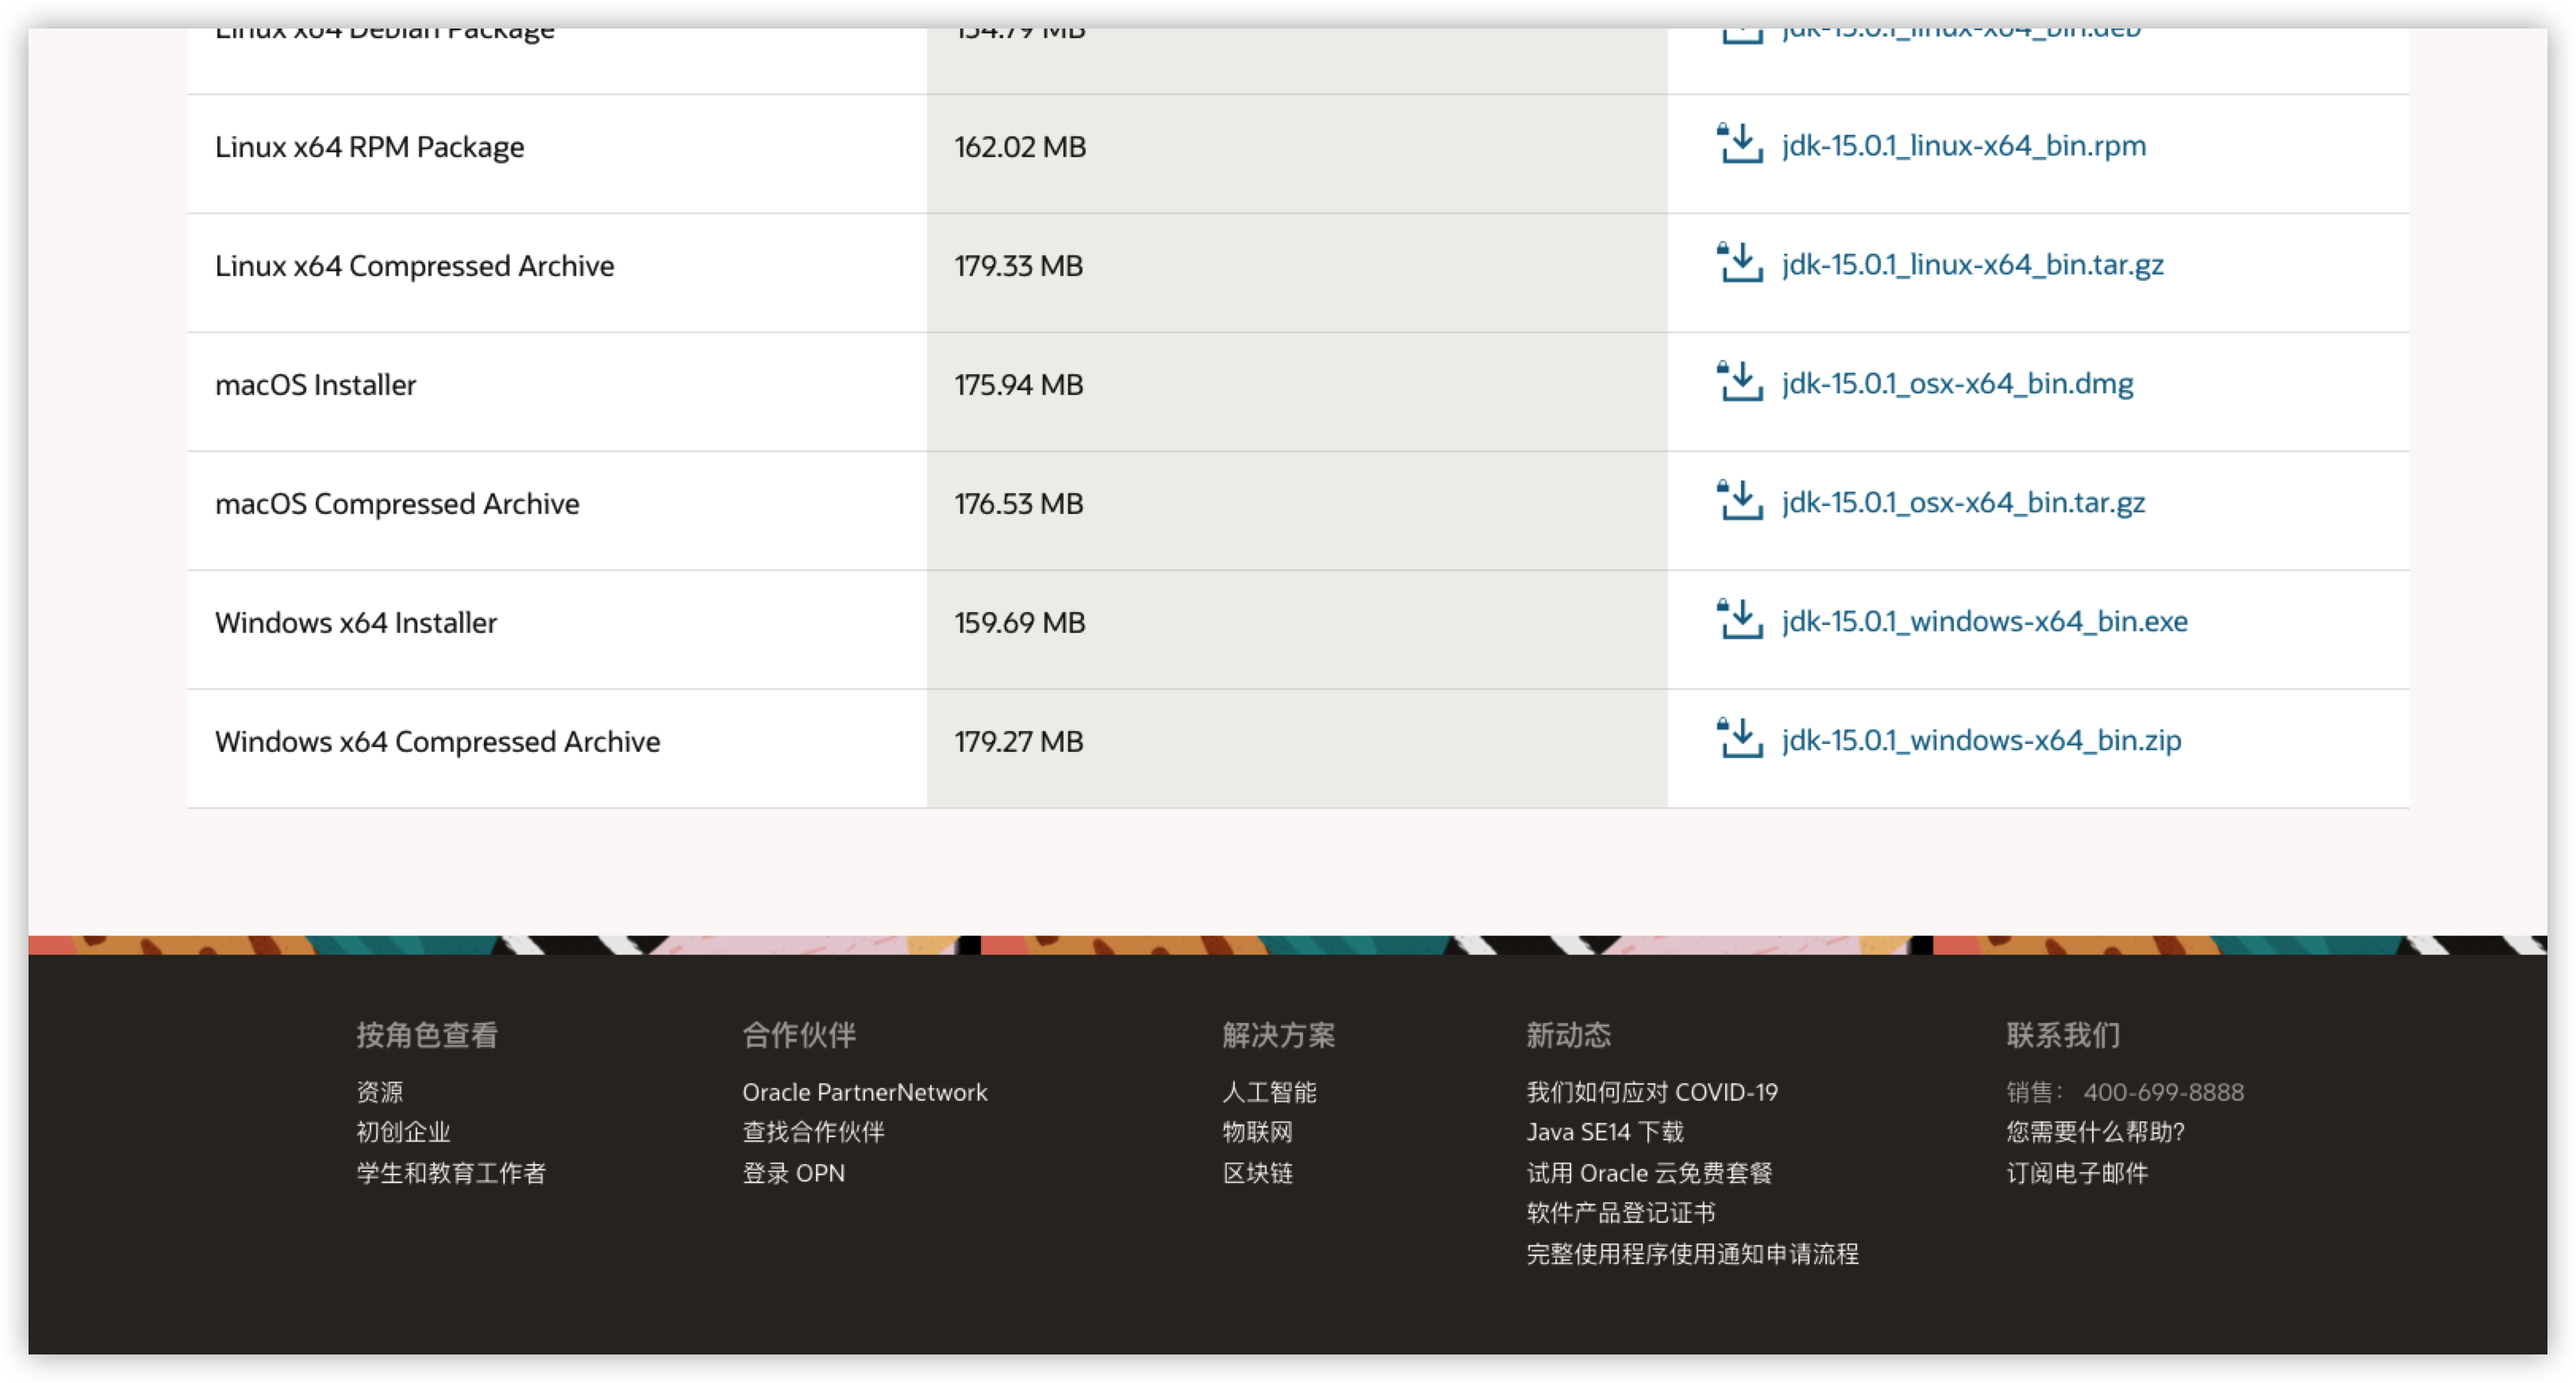 Linux x64 Debian Package 154.79 MB jdk-15.0.1_linux-x64_bin.deb
Linux x64 RPM Package 162.02 MB jdk-15.0.1_linux-x64_bin.rpm
Linux x64 Compressed Archive 179.33 MB jdk-15.0.1_linux-x64_bin.tar.gz
macOS Installer 175.94 MB jdk-15.0.1_osx-x64_bin.dmg
macOS Compressed Archive 176.53 MB jdk-15.0.1_osx-x64_bin.tar.gz
Windows x64 Installer 159.69 MB jdk-15.0.1_windows-x64_bin.exe
Windows x64 Compressed Archive 179.27 MB jdk-15.0.1_windows-x64_bin.zip
按角色查看
资源
初创企业
学生和教育工作者
合作伙伴
Oracle PartnerNetwork
查找合作伙伴
登录 OPN
解决方案
人工智能
物联网
区块链
新动态
我们如何应对 COVID-19
Java SE14 下载
试用 Oracle 云免费套餐
软件产品登记证书
完整使用程序使用通知申请流程
联系我们
销售： 400-699-8888
您需要什么帮助?
订阅电子邮件